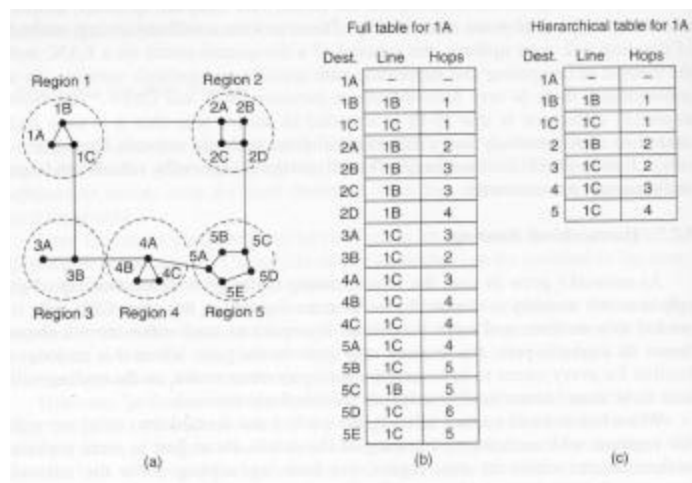 Full table for 1A
Hierarchical table for 1A
Dest. Line Hops
Dest. Line Hops
Region 1
Region 2
1B
1A
1C
2A 2B
2C 2D
3A
3B
4A
4B 4C
5A
5B
5C
5D
5E
Region 3 Region 4 Region 5
1A – –
1B 1B 1
1C 1C 1
2A 1B 2
2B 1B 3
2C 1B 3
2D 1B 4
3A 1C 3
3B 1C 2
4A 1C 3
4B 1C 4
4C 1C 4
5A 1C 4
5B 1C 5
5C 1B 5
5D 1C 6
5E 1C 5
1A – –
1B 1B 1
1C 1C 1
2 1B 2
3 1C 2
4 1C 3
5 1C 4
(a)
(b)
(c)